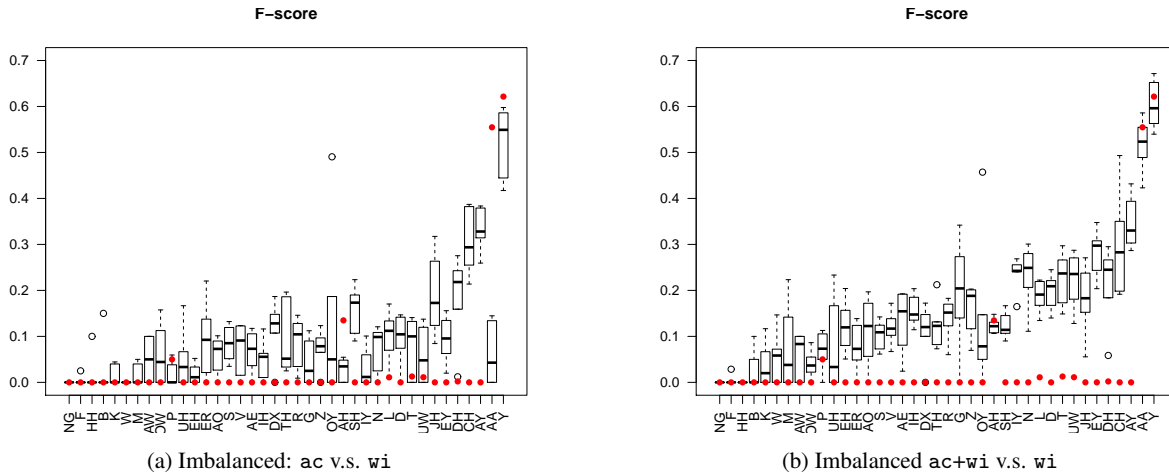 F−score
0.7
0.6
0.5
0.4
0.3
0.2
0.1
0.0
NG F HH B K W M AW OW P UH EH ER AO S V AE IH DX TH R G Z OY AH SH IY N L D T UW JH EY DH CH AY AA Y
(a) Imbalanced: ac v.s. wi
F−score
0.7
0.6
0.5
0.4
0.3
0.2
0.1
0.0
NG F HH B K W M AW OW P UH EH ER AO S V AE IH DX TH R G Z OY AH SH IY N L D T UW JH EY DH CH AY AA Y
(b) Imbalanced ac+wi v.s. wi